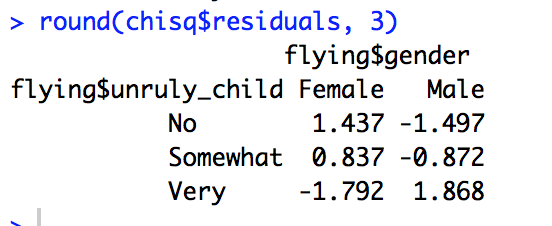 > round(chisq$residuals, 3)
flying$gender
flying$unruly_child Female Male
No 1.437 -1.497
Somewhat 0.837 -0.872
Very -1.792 1.868
>